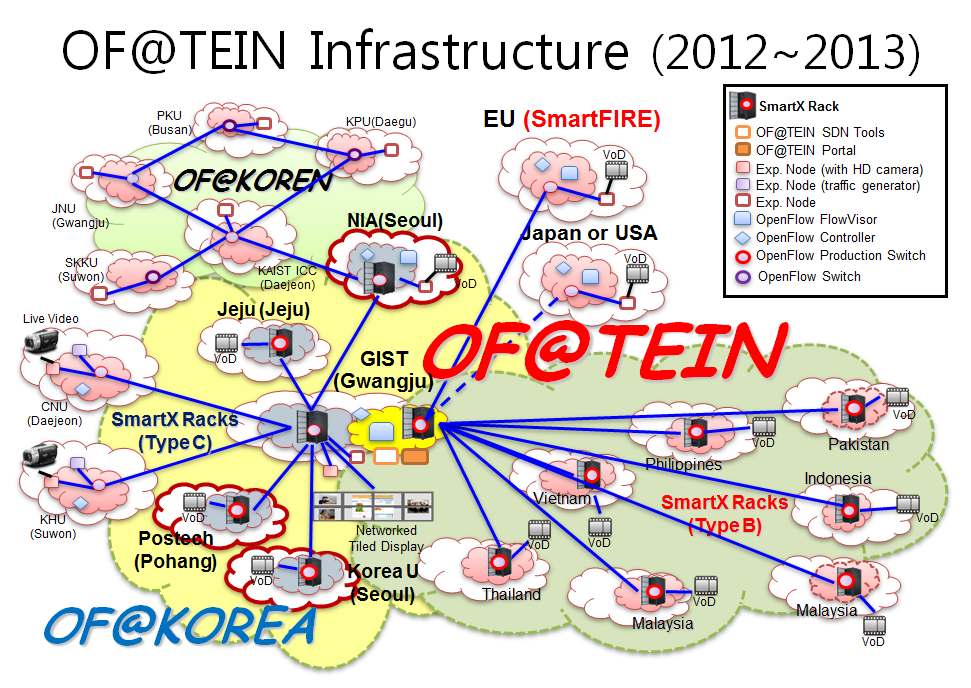 OF@TEIN Infrastructure (2012~2013)
SmartX Rack
OF@TEIN SDN Tools
OF@TEIN Portal
Exp. Node (with HD camera)
Exp. Node (traffic generator)
Exp. Node
OpenFlow FlowVisor
OpenFlow Controller
OpenFlow Production Switch
OpenFlow Switch
PKU
(Busan)
KPU(Daegu)
OF@KOREN
JNU
(Gwangju)
SKKU
(Suwon)
KAIST ICC
(Daejeon)
EU (SmartFIRE)
VoD
NIA(Seoul)
VoD
Japan or USA
VoD
Jeju (Jeju)
VoD
Live Video
CNU
(Daejeon)
GIST
(Gwangju)
OF@TEIN
SmartX Racks
(Type C)
KHU
(Suwon)
VoD
Postech
(Pohang)
VoD
Korea U
(Seoul)
Networked
Tiled Display
OF@KOREA
VoD
Pakistan
VoD
Philippines
Indonesia
VoD
Vietnam
VoD
SmartX Racks
(Type B)
VoD
Thailand
VoD
Malaysia
Malaysia
VoD